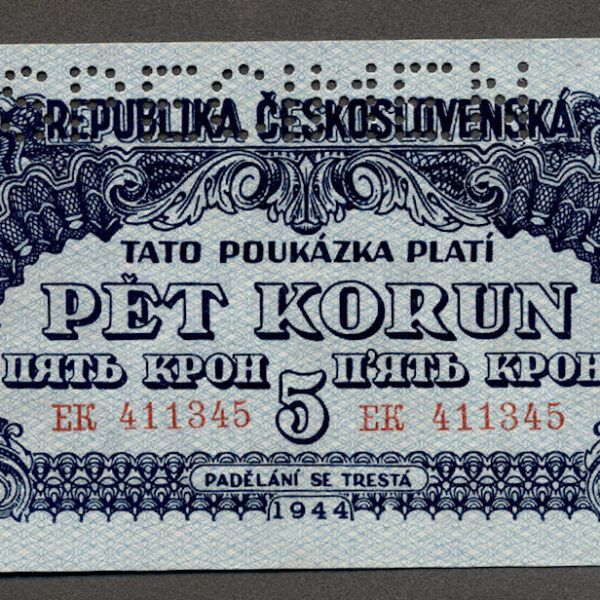 SPECIMEN
REPUBLIKA ČESKOSLOVENSKÁ
TATO POUKÁZKA PLATÍ
PĚT KORUN
ПЯТЬ КРОН 5 П'ЯТЬ КРОН
ЕК 411345 ЕК 411345
PADĚLÁNÍ SE TRESTÁ
1944